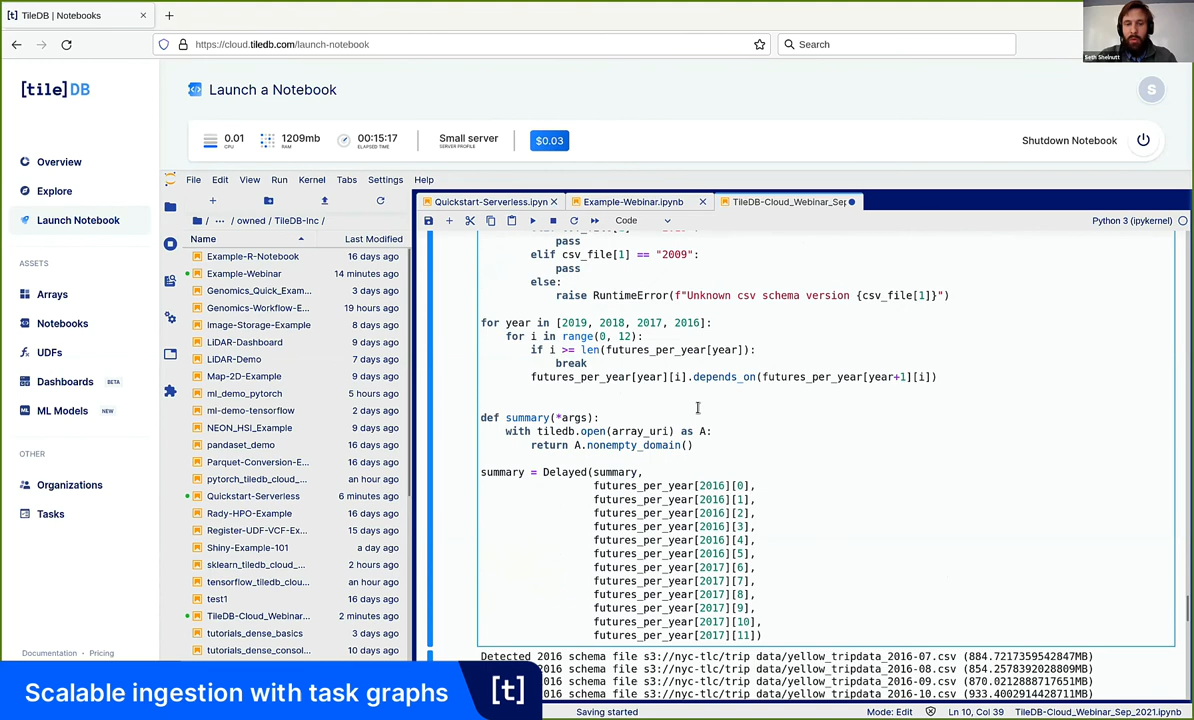 [t] TileDB | Notebooks
https://cloud.tiledb.com/launch-notebook
Search
Seth Shelnutt
[tile]DB
Launch a Notebook
S
0.01
CPU
1209mb
RAM
00:15:17
ELAPSED TIME
Small server
SERVER PROFILE
$0.03
Shutdown Notebook
Overview
Explore
Launch Notebook
ASSETS
Arrays
Notebooks
UDFs
Dashboards BETA
ML Models NEW
OTHER
Organizations
Tasks
Documentation · Pricing
File Edit View Run Kernel Tabs Settings Help
/ ··· / owned / TileDB-Inc /
Name Last Modified
Example-R-Notebook 16 days ago
Example-Webinar 14 minutes ago
Genomics_Quick_Exam... 3 days ago
Genomics-Workflow-E... 19 hours ago
Image-Storage-Example 8 days ago
LiDAR-Dashboard 9 days ago
LiDAR-Demo 7 days ago
Map-2D-Example 9 days ago
ml_demo_pytorch 5 hours ago
ml-demo-tensorflow 2 days ago
NEON_HSI_Example 9 days ago
pandaset_demo 16 days ago
Parquet-Conversion-E... 16 days ago
pytorch_tiledb_cloud_... an hour ago
Quickstart-Serverless 6 minutes ago
Rady-HPO-Example 16 days ago
Register-UDF-VCF-Ex... 15 days ago
Shiny-Example-101 a day ago
sklearn_tiledb_cloud_... 2 hours ago
tensorflow_tiledb_clou... an hour ago
test1 16 days ago
TileDB-Cloud_Webinar... 2 minutes ago
tutorials_dense_basics 3 days ago
tutorials_dense_consol... 10 days ago
Quickstart-Serverless.ipyn Example-Webinar.ipynb TileDB-Cloud_Webinar_Sep
Code Python 3 (ipykernel)
pass
elif csv_file[1] == "2009":
pass
else:
raise RuntimeError(f"Unknown csv schema version {csv_file[1]}")
for year in [2019, 2018, 2017, 2016]:
for i in range(0, 12):
if i >= len(futures_per_year[year]):
break
futures_per_year[year][i].depends_on(futures_per_year[year+1][i])
def summary(*args):
with tiledb.open(array_uri) as A:
return A.nonempty_domain()
summary = Delayed(summary,
futures_per_year[2016][0],
futures_per_year[2016][1],
futures_per_year[2016][2],
futures_per_year[2016][3],
futures_per_year[2016][4],
futures_per_year[2016][5],
futures_per_year[2017][6],
futures_per_year[2017][7],
futures_per_year[2017][8],
futures_per_year[2017][9],
futures_per_year[2017][10],
futures_per_year[2017][11])
Detected 2016 schema file s3://nyc-tlc/trip data/yellow_tripdata_2016-07.csv (884.7217359542847MB)
2016 schema file s3://nyc-tlc/trip data/yellow_tripdata_2016-08.csv (854.2578392028809MB)
2016 schema file s3://nyc-tlc/trip data/yellow_tripdata_2016-09.csv (870.0212888717651MB)
2016 schema file s3://nyc-tlc/trip data/yellow_tripdata_2016-10.csv (933.4002914428711MB)
Scalable ingestion with task graphs [t]
Saving started Mode: Edit Ln 10, Col 39 TileDB-Cloud_Webinar_Sep_2021.ipynb